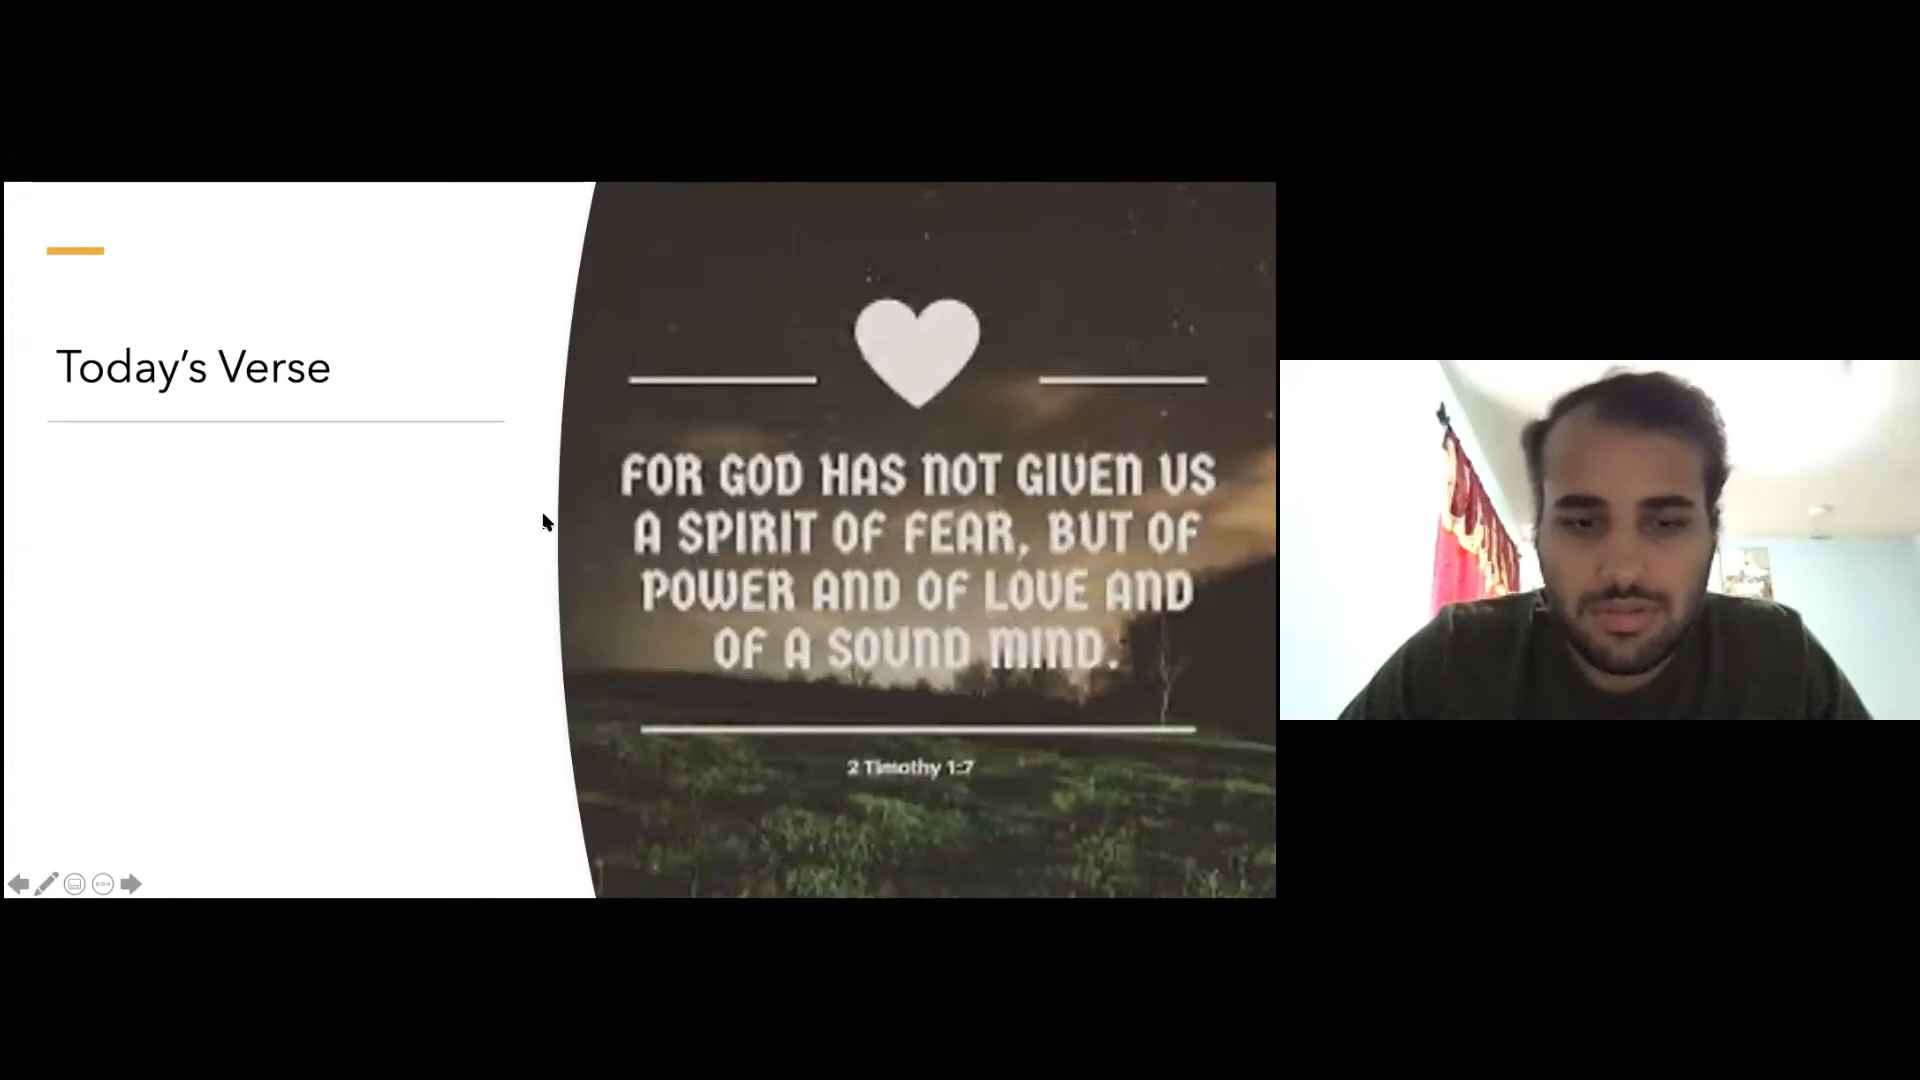 Today’s Verse
FOR GOD HAS NOT GIVEN US
A SPIRIT OF FEAR, BUT OF
POWER AND OF LOVE AND
OF A SOUND MIND.
2 Timothy 1:7